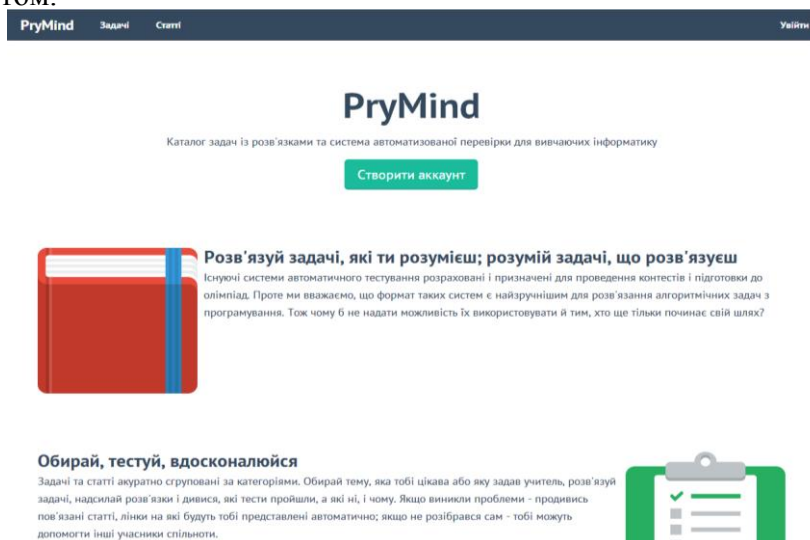 том.
PryMind Задачі Статті Увійти
PryMind
Каталог задач із розв'язками та система автоматизованої перевірки для вивчаючих інформатику
Створити аккаунт
Розв'язуй задачі, які ти розумієш; розумій задачі, що розв'язуєш
Існуючі системи автоматичного тестування розраховані і призначені для проведення контестів і підготовки до
олімпіад. Проте ми вважаємо, що формат таких систем є найзручнішим для розв'язання алгоритмічних задач з
програмування. Тож чому б не надати можливість їх використовувати й тим, хто ще тільки починає свій шлях?
Обирай, тестуй, вдосконалюйся
Задачі та статті акуратно сгруповані за категоріями. Обирай тему, яка тобі цікава або яку задав учитель, розв'язуй
задачі, надсилай розв'язки і дивися, які тести пройшли, а які ні, і чому. Якщо виникли проблеми - продивись
пов'язані статті, лінки на які будуть тобі представлені автоматично; якщо не розібрався сам - тобі можуть
допомогти інші учасники спільноти.